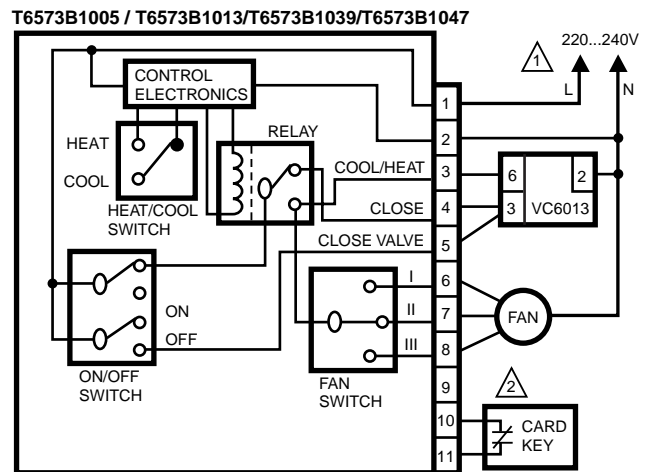 T6573B1005 / T6573B1013/T6573B1039/T6573B1047
220...240V
1
L
N
CONTROL
ELECTRONICS
1
2
HEAT
COOL
HEAT/COOL
SWITCH
RELAY
COOL/HEAT
3
6
2
CLOSE
4
3
VC6013
CLOSE VALVE
5
I
6
ON
II
7
FAN
OFF
III
8
ON/OFF
SWITCH
FAN
SWITCH
9
2
10
CARD
KEY
11